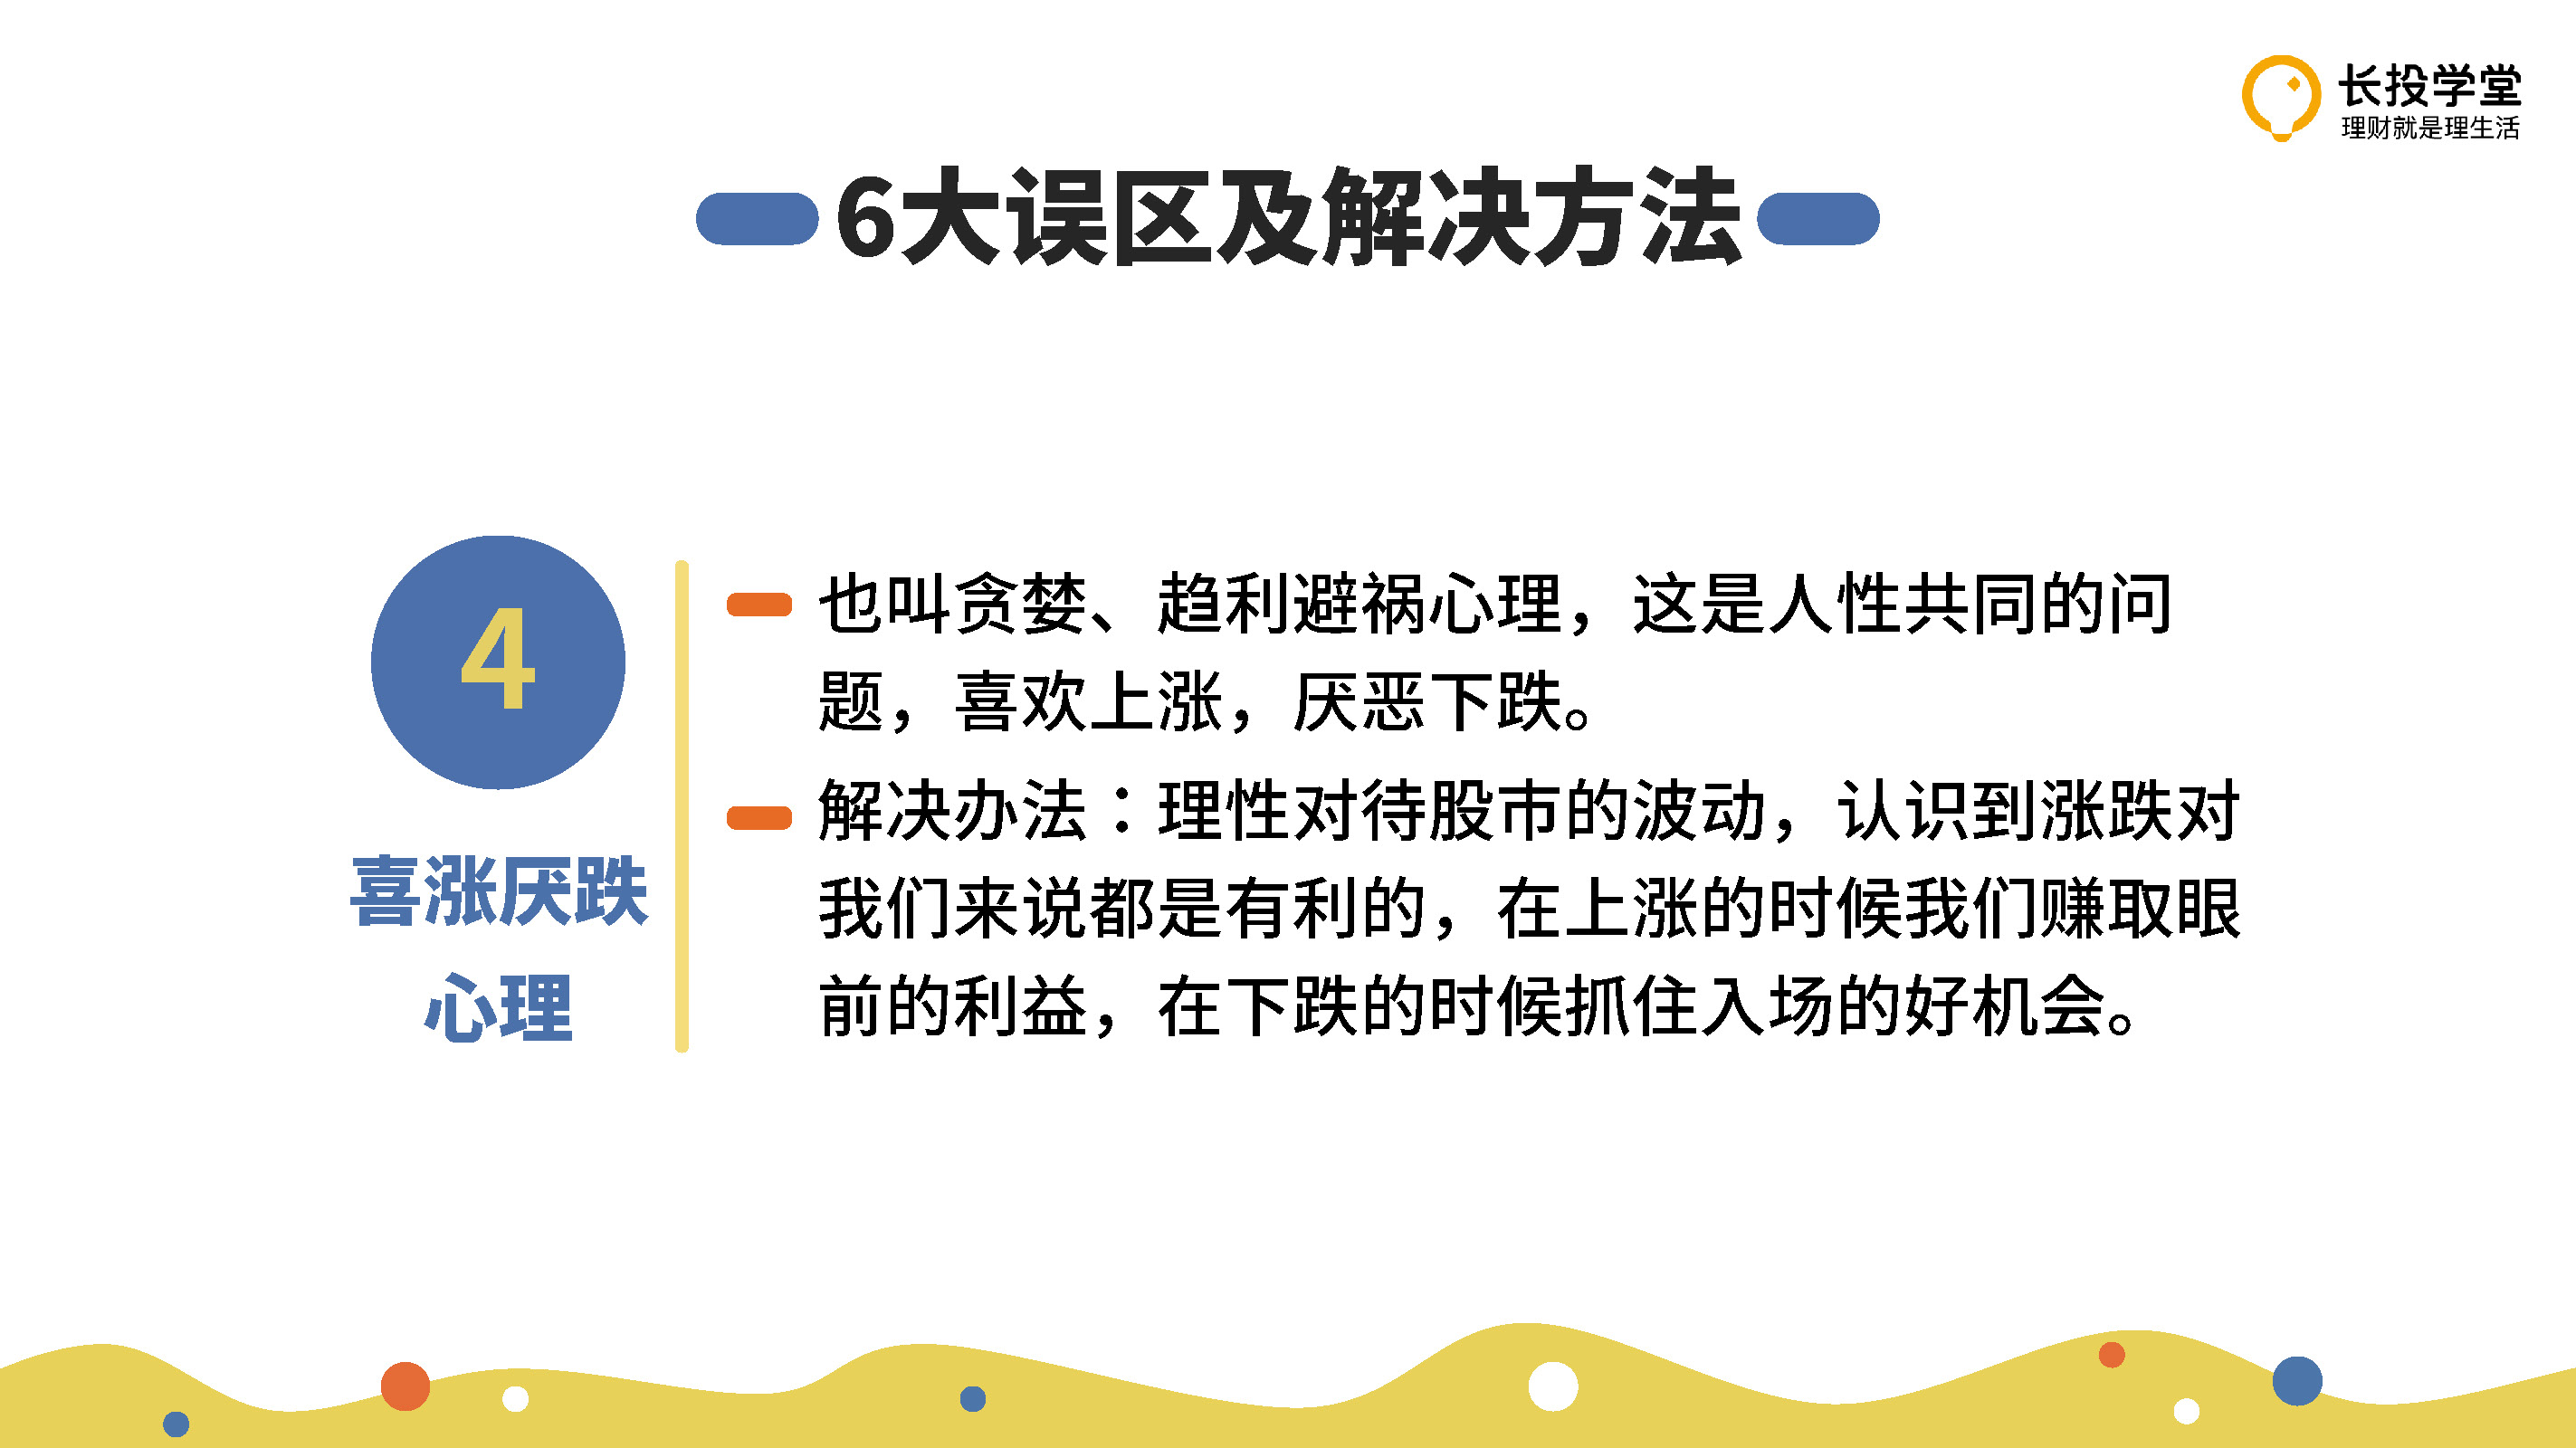 长投学堂
理财就是理生活
6大误区及解决方法
4
喜涨厌跌
心理
也叫贪婪、趋利避祸心理，这是人性共同的问
题，喜欢上涨，厌恶下跌。
解决办法：理性对待股市的波动，认识到涨跌对
我们来说都是有利的，在上涨的时候我们赚取眼
前的利益，在下跌的时候抓住入场的好机会。